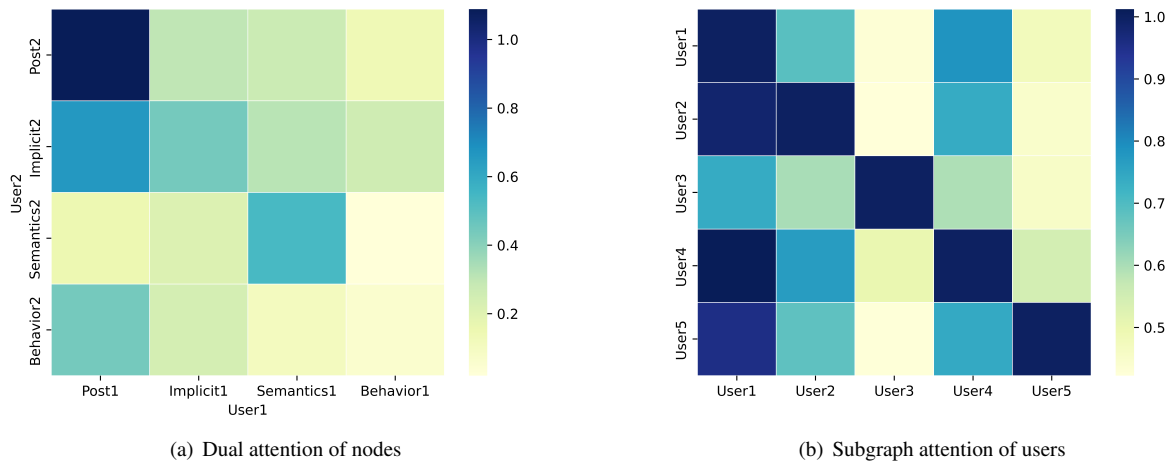 Post2
Implicit2
Semantics2
Behavior2
User2
Post1 Implicit1 Semantics1 Behavior1
User1
1.0
0.8
0.6
0.4
0.2
(a) Dual attention of nodes
User1
User2
User3
User4
User5
User1 User2 User3 User4 User5
1.0
0.9
0.8
0.7
0.6
0.5
(b) Subgraph attention of users